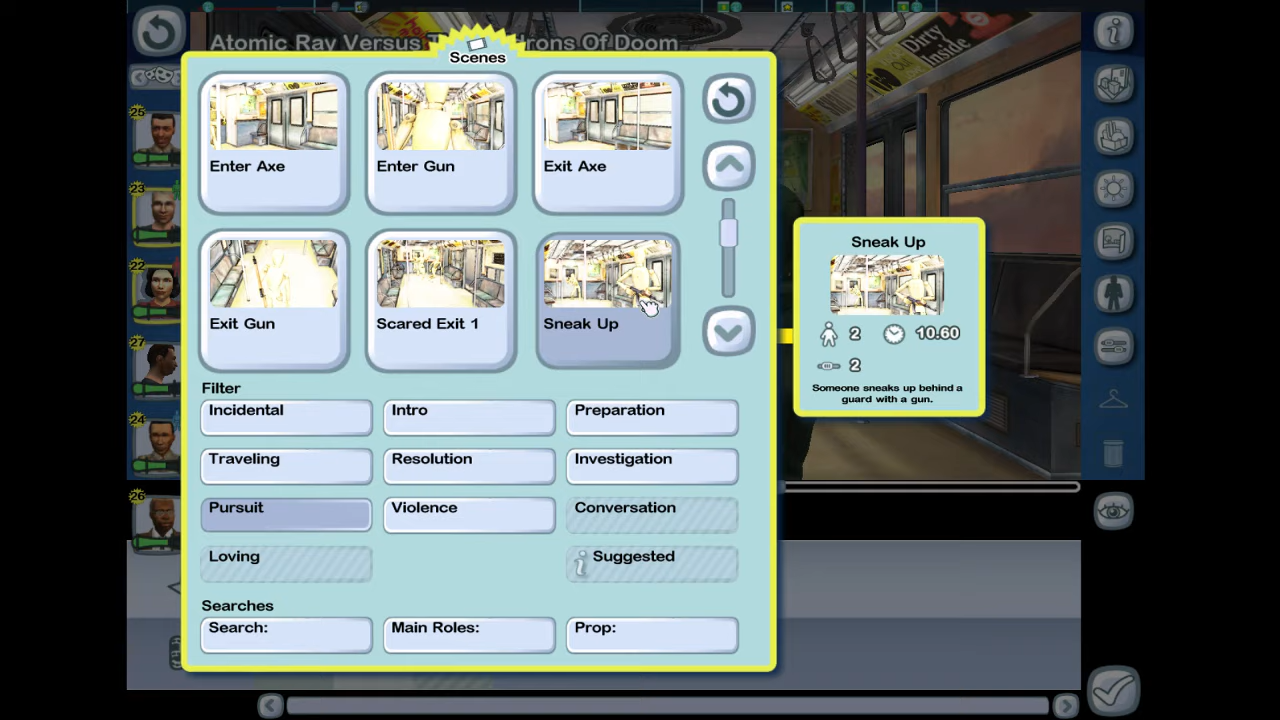 Atomic Ray Versus
rons Of Doom
Scenes
Dirty
Inside
Enter Axe
Enter Gun
Exit Axe
Exit Gun
Scared Exit 1
Sneak Up
Sneak Up
2
10.60
2
Someone sneaks up behind a
guard with a gun.
Filter
Incidental
Intro
Preparation
Traveling
Resolution
Investigation
Pursuit
Violence
Conversation
Loving
Suggested
Searches
Search:
Main Roles:
Prop:
25
23
22
27
24
26